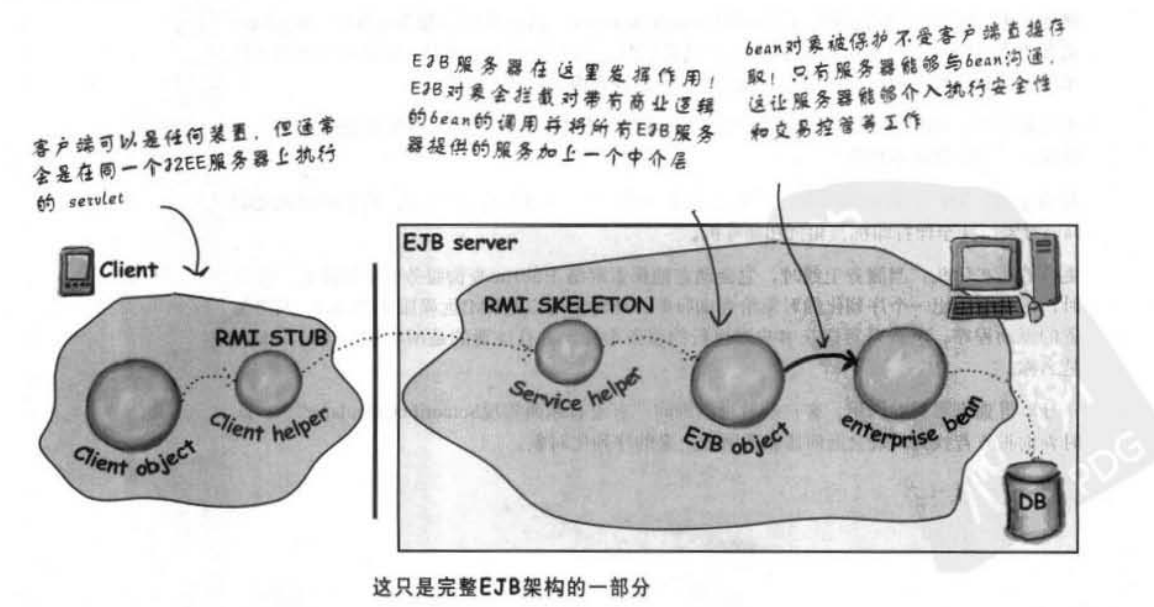 客户端可以是任何装置，但通常
会是在同一个J2EE服务器上执行
的 servlet
EJB服务器在这里发挥作用！
EJB对象会拦截对带有商业逻辑
的bean的调用并将所有EJB服务
器提供的服务加上一个中介层
bean对象被保护不受客户端直接存
取！只有服务器能够与bean沟通，
这让服务器能够介入执行安全性
和交易控管等工作
Client
RMI STUB
Client object
Client helper
EJB server
RMI SKELETON
Service helper
EJB object
enterprise bean
DB
这只是完整EJB架构的一部分